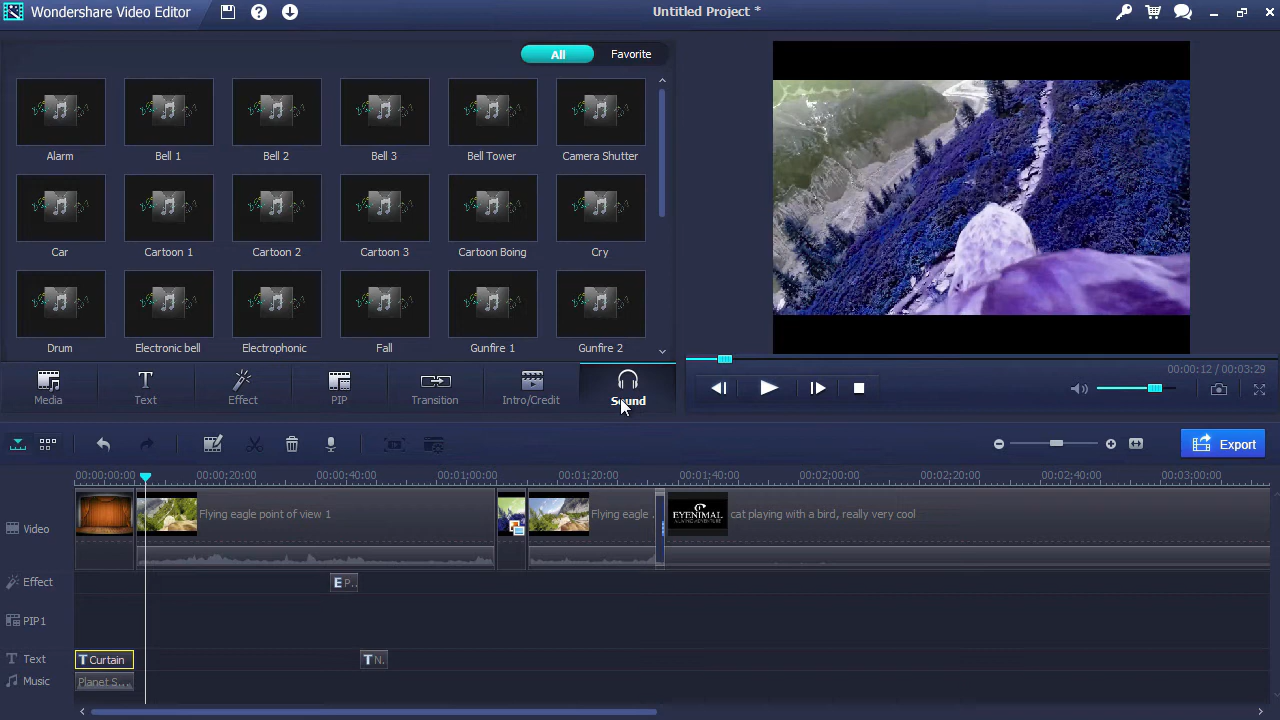 Wondershare Video Editor
Untitled Project *
All
Favorite
Alarm
Bell 1
Bell 2
Bell 3
Bell Tower
Camera Shutter
Car
Cartoon 1
Cartoon 2
Cartoon 3
Cartoon Boing
Cry
Drum
Electronic bell
Electrophonic
Fall
Gunfire 1
Gunfire 2
00:00:12 / 00:03:29
Media
Text
Effect
PIP
Transition
Intro/Credit
Sound
Export
00:00:00:00
00:00:20:00
00:00:40:00
00:01:00:00
00:01:20:00
00:01:40:00
00:02:00:00
00:02:20:00
00:02:40:00
00:03:00:00
Video
Flying eagle point of view 1
Flying eagle .
EYENIMAL
cat playing with a bird, really very cool
Effect
E P..
PIP1
Text
T Curtain
T N.
Music
Planet S...